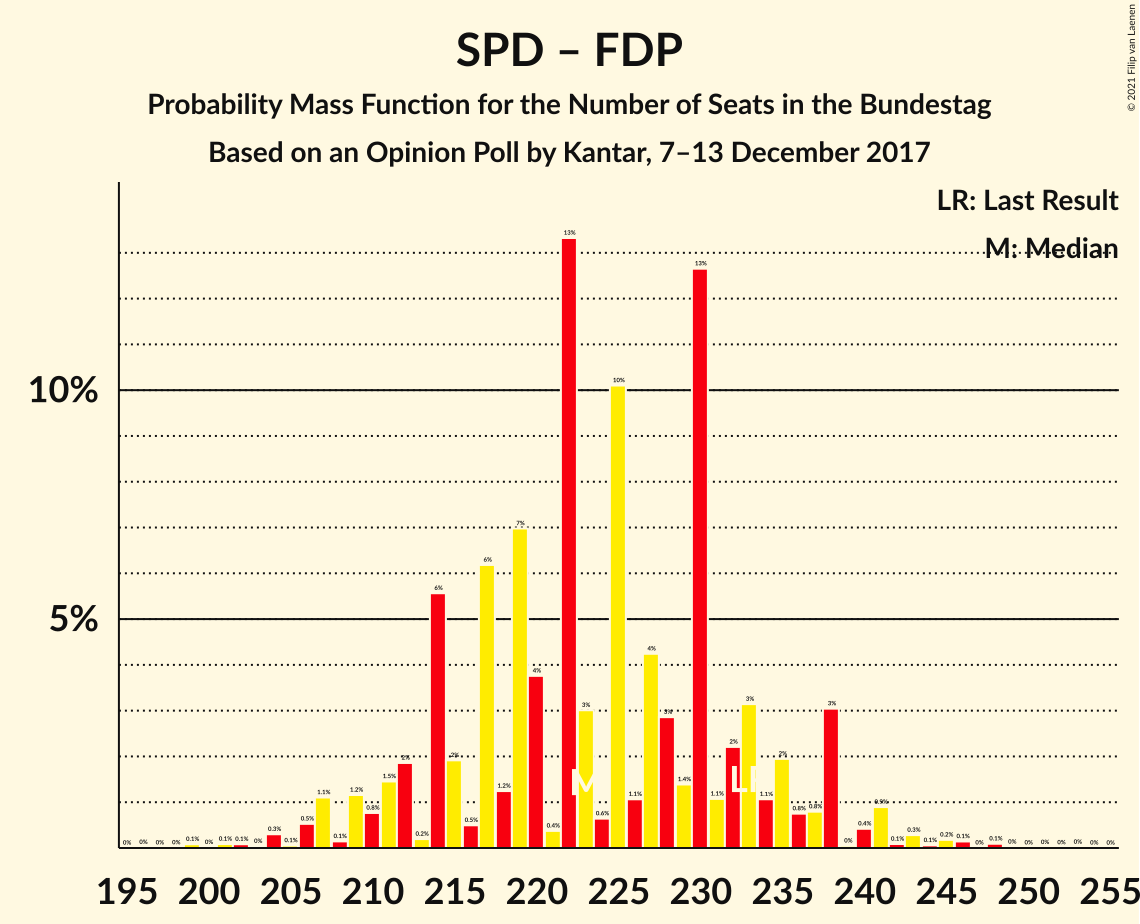 SPD – FDP
Probability Mass Function for the Number of Seats in the Bundestag
Based on an Opinion Poll by Kantar, 7–13 December 2017
© 2021 Filip van Laenen
LR: Last Result
M: Median
10%
5%
0% 0% 0% 0% 0.1% 0% 0.1% 0.1% 0% 0.3% 0.1% 0.5% 1.1% 0.1% 1.2% 0.8% 1.5% 2% 0.2% 6% 2% 0.5% 6% 1.2% 7% 4% 0.4% 13% 3% 0.6% 10% 1.1% 4% 3% 1.4% 13% 1.1% 2% 3% 1.1% 2% 0.8% 0.8% 3% 0% 0.4% 0.9% 0.1% 0.3% 0.1% 0.2% 0.1% 0% 0.1% 0% 0% 0% 0% 0% 0% 0%
M
195 200 205 210 215 220 225 230 235 240 245 250 255